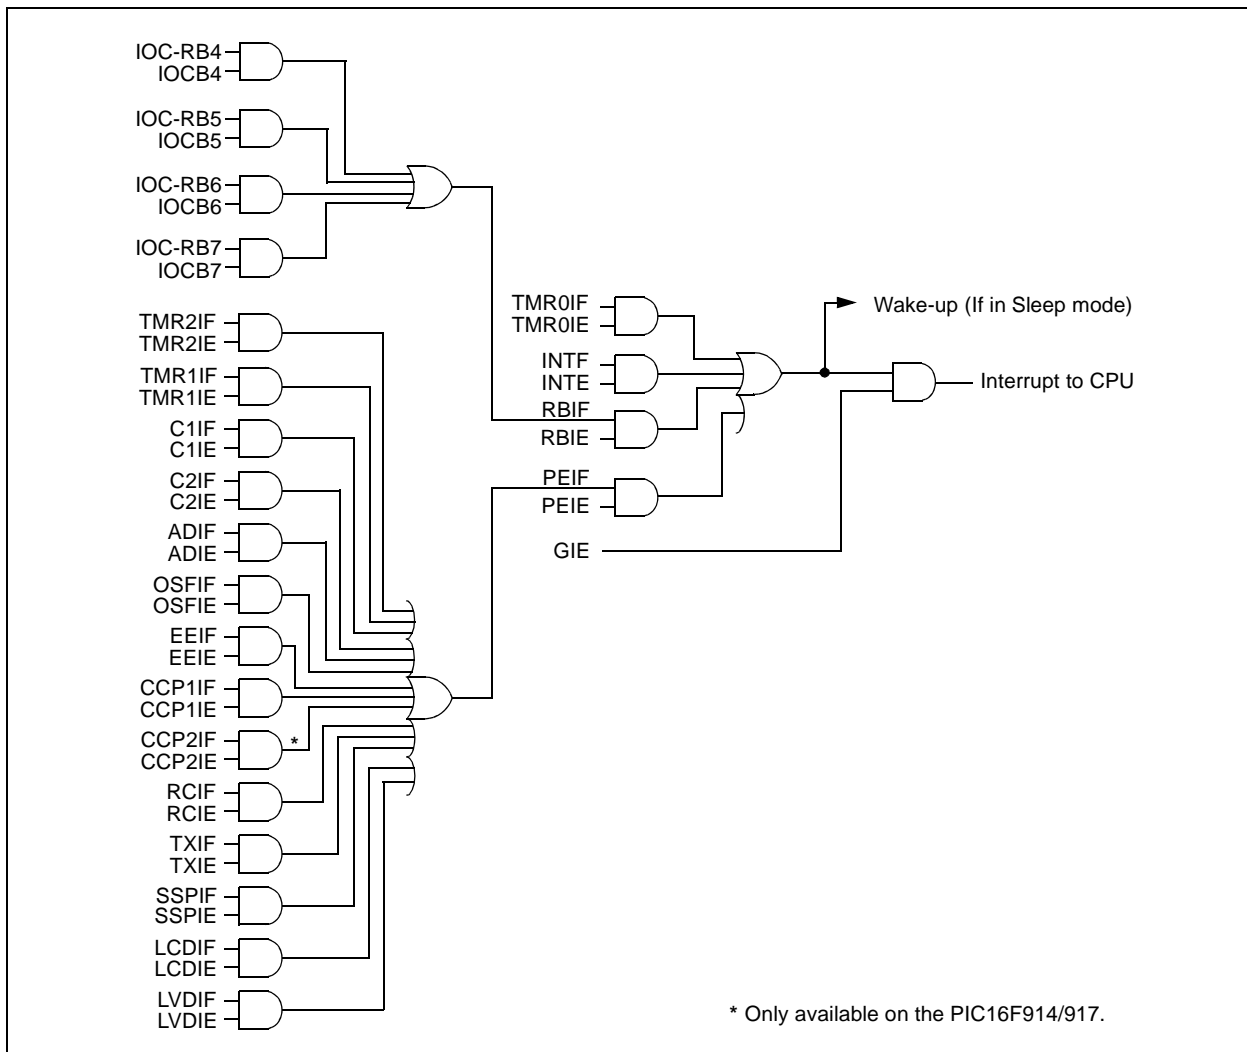 IOC-RB4
IOCB4
IOC-RB5
IOCB5
IOC-RB6
IOCB6
IOC-RB7
IOCB7
TMR2IF
TMR2IE
TMR1IF
TMR1IE
C1IF
C1IE
C2IF
C2IE
ADIF
ADIE
OSFIF
OSFIE
EEIF
EEIE
CCP1IF
CCP1IE
CCP2IF
CCP2IE
*
RCIF
RCIE
TXIF
TXIE
SSPIF
SSPIE
LCDIF
LCDIE
LVDIF
LVDIE
TMR0IF
TMR0IE
INTF
INTE
RBIF
RBIE
PEIF
PEIE
GIE
Wake-up (If in Sleep mode)
Interrupt to CPU
* Only available on the PIC16F914/917.